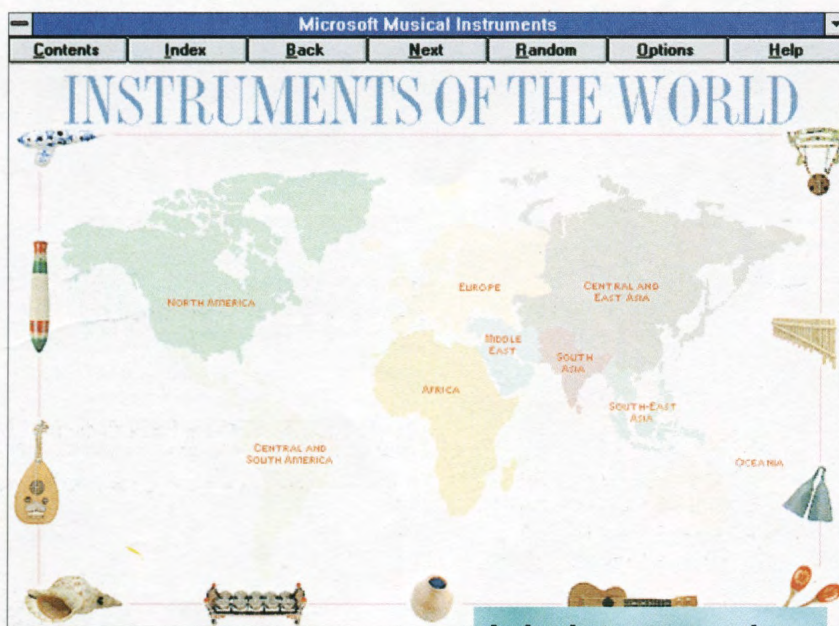 Microsoft Musical Instruments
Contents Index Back Next Random Options Help
INSTRUMENTS OF THE WORLD
NORTH AMERICA
EUROPE
CENTRAL AND
EAST ASIA
MIDDLE
EAST
SOUTH
ASIA
AFRICA
SOUTH-EAST
ASIA
CENTRAL AND
SOUTH AMERICA
OCEANIA